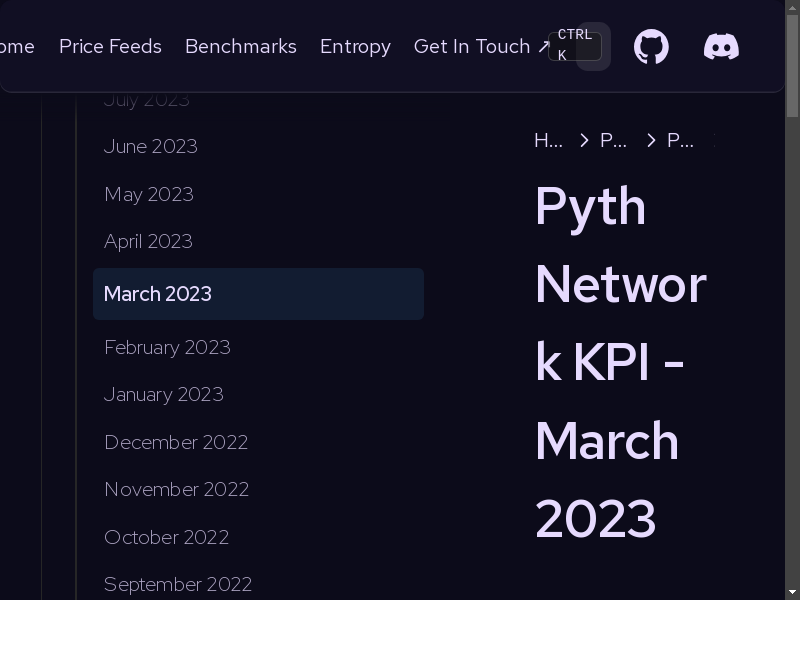 ome Price Feeds Benchmarks Entropy Get In Touch ↗ CTRL K
July 2023
June 2023
May 2023
April 2023
March 2023
February 2023
January 2023
December 2022
November 2022
October 2022
September 2022
H... > P... > P...
Pyth
Networ
k KPI -
March
2023